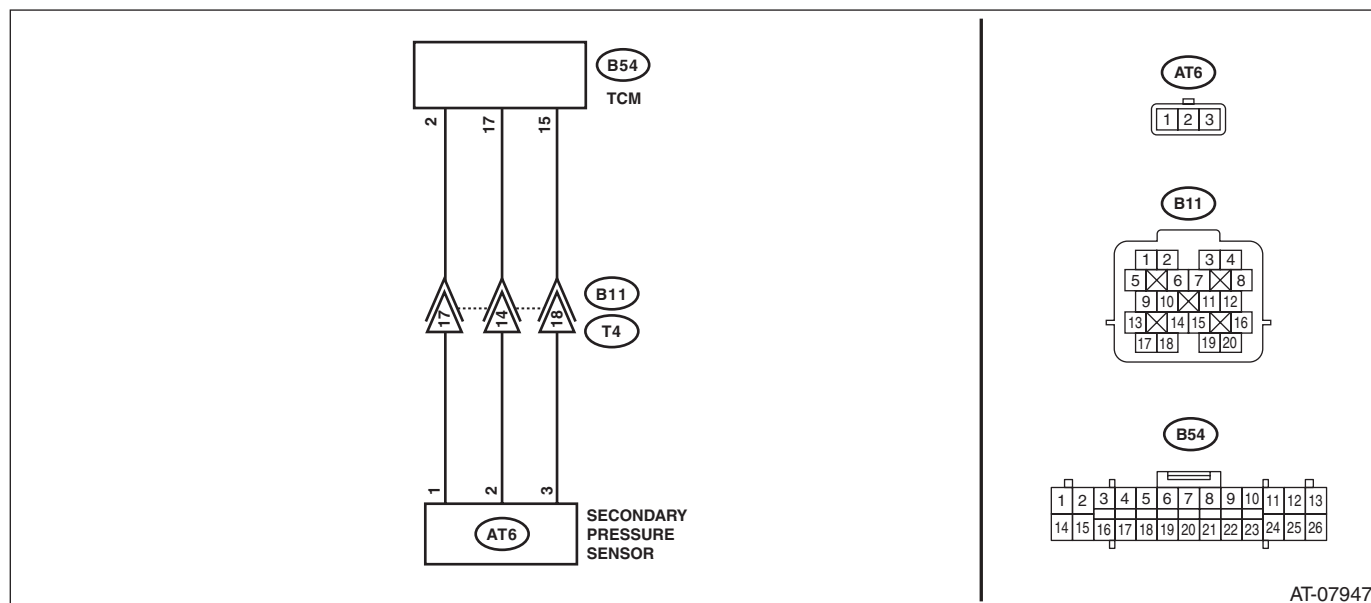 B54
TCM
2 17 15
17 14 18
B11
T4
1 2 3
AT6
SECONDARY
PRESSURE
SENSOR
AT6
1 2 3
B11
1 2 3 4
5 6 7 8
9 10 11 12
13 14 15 16
17 18 19 20
B54
1 2 3 4 5 6 7 8 9 10 11 12 13
14 15 16 17 18 19 20 21 22 23 24 25 26
AT-07947